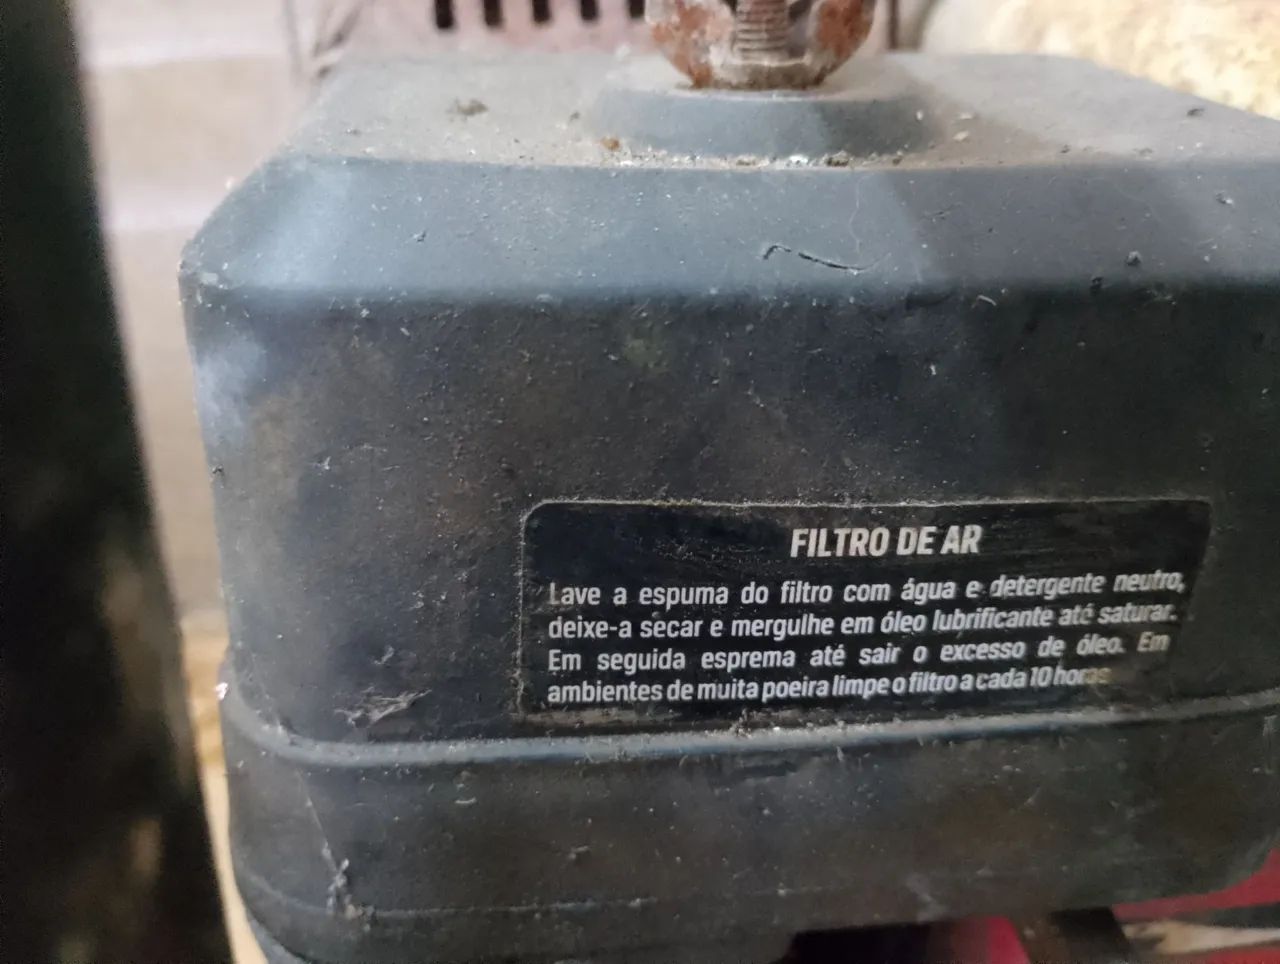 FILTRO DE AR
Lave a espuma do filtro com água e detergente neutro,
deixe-a secar e mergulhe em óleo lubrificante até saturar.
Em seguida esprema até sair o excesso de óleo. Em
ambientes de muita poeira limpe o filtro a cada 10 horas